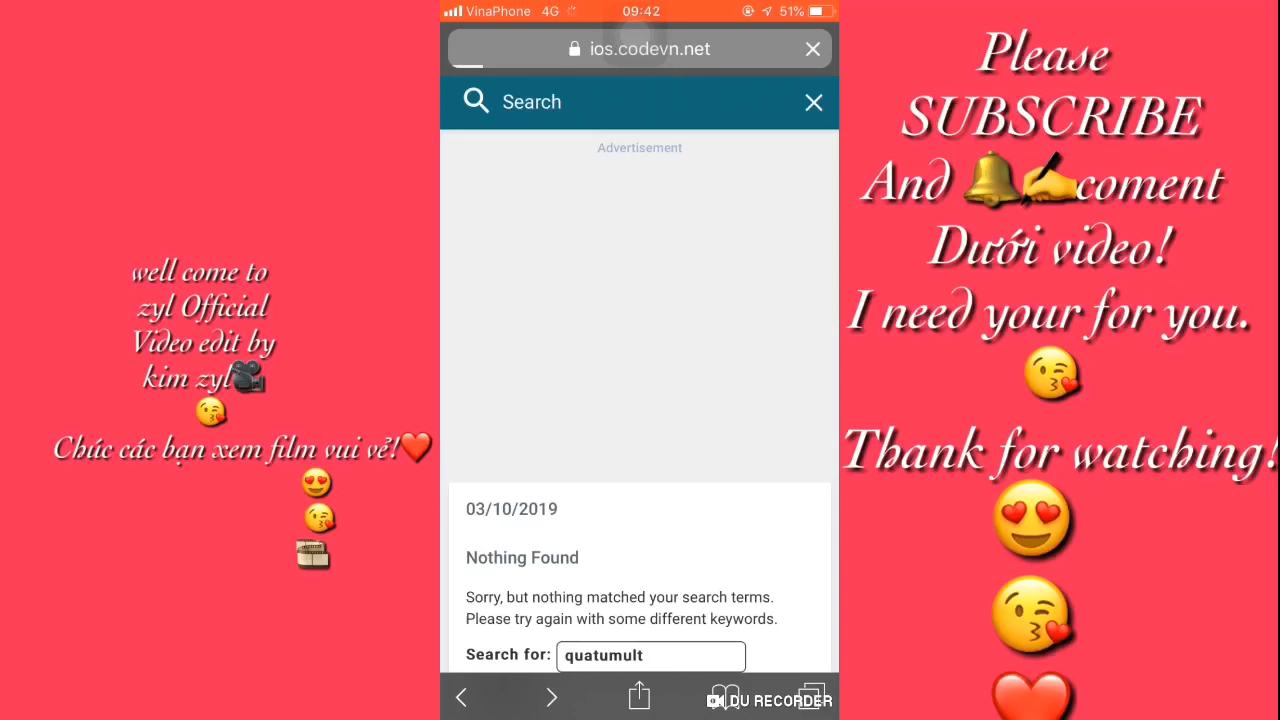 well come to
zyl Official
Video edit by
kim zyl🎥
😘
Chúc các bạn xem film vui vẻ!❤️
😍
😘
🎞️
VinaPhone 4G 09:42 51%
ios.codevn.net
Search
Advertisement
03/10/2019
Nothing Found
Sorry, but nothing matched your search terms.
Please try again with some different keywords.
Search for: quatumult
DU RECORDER
Please
SUBSCRIBE
And 🔔✍️coment
Dưới video!
I need your for you.
😘
Thank for watching!
😍
😘
❤️